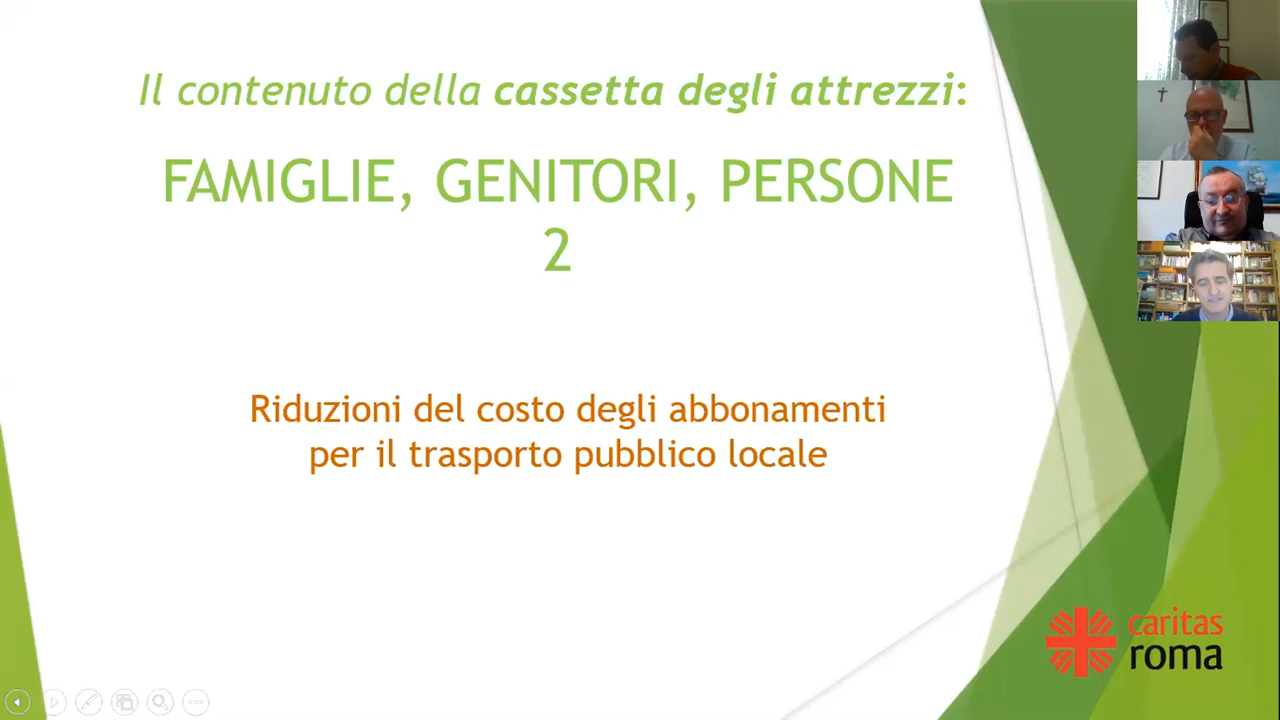 Il contenuto della cassetta degli attrezzi:
FAMIGLIE, GENITORI, PERSONE
2
Riduzioni del costo degli abbonamenti
per il trasporto pubblico locale
caritas
roma